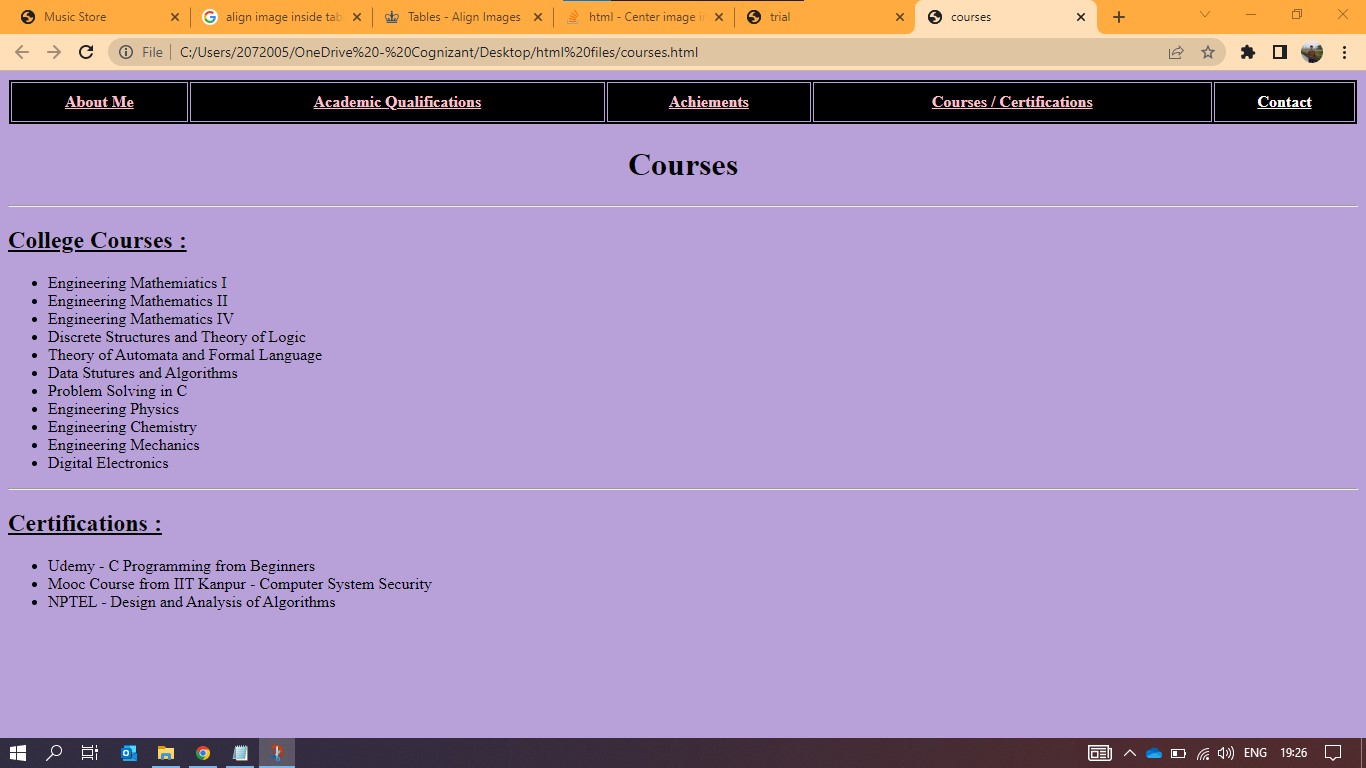 Music Store
align image inside tab
Tables - Align Images
html - Center image i
trial
courses
File
C:/Users/2072005/OneDrive%20-%20Cognizant/Desktop/html%20files/courses.html
About Me
Academic Qualifications
Achiements
Courses / Certifications
Contact
Courses
College Courses :
Engineering Mathemiatics I
Engineering Mathematics II
Engineering Mathematics IV
Discrete Structures and Theory of Logic
Theory of Automata and Formal Language
Data Stutures and Algorithms
Problem Solving in C
Engineering Physics
Engineering Chemistry
Engineering Mechanics
Digital Electronics
Certifications :
Udemy - C Programming from Beginners
Mooc Course from IIT Kanpur - Computer System Security
NPTEL - Design and Analysis of Algorithms
ENG
19:26